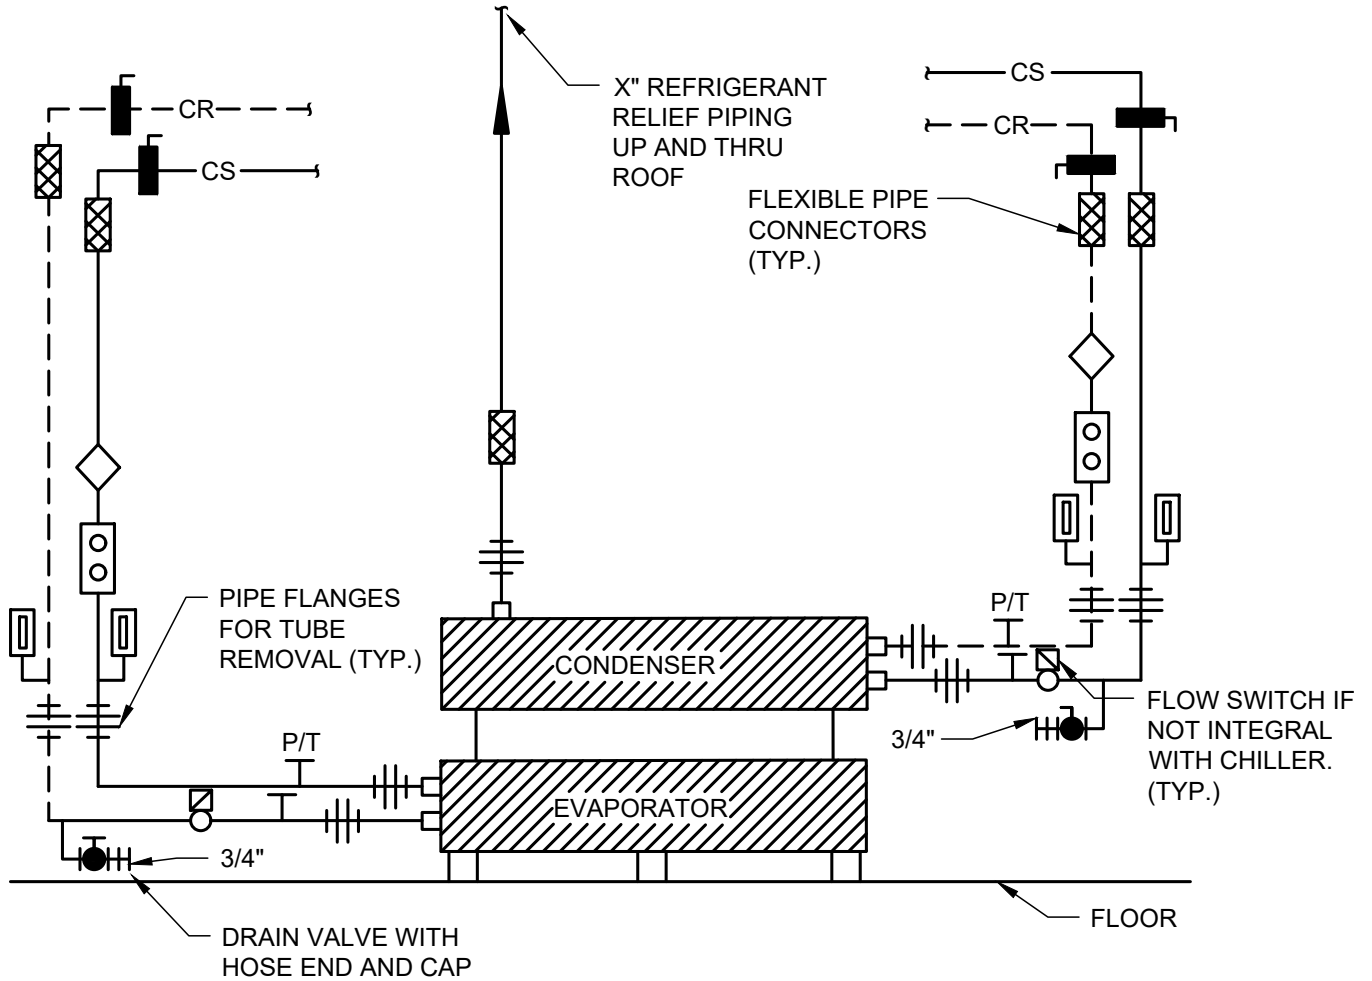 CR
CS
X" REFRIGERANT
RELIEF PIPING
UP AND THRU
ROOF
CS
CR
FLEXIBLE PIPE
CONNECTORS
(TYP.)
PIPE FLANGES
FOR TUBE
REMOVAL (TYP.)
P/T
CONDENSER
P/T
3/4"
FLOW SWITCH IF
NOT INTEGRAL
WITH CHILLER.
(TYP.)
EVAPORATOR
3/4"
FLOOR
DRAIN VALVE WITH
HOSE END AND CAP